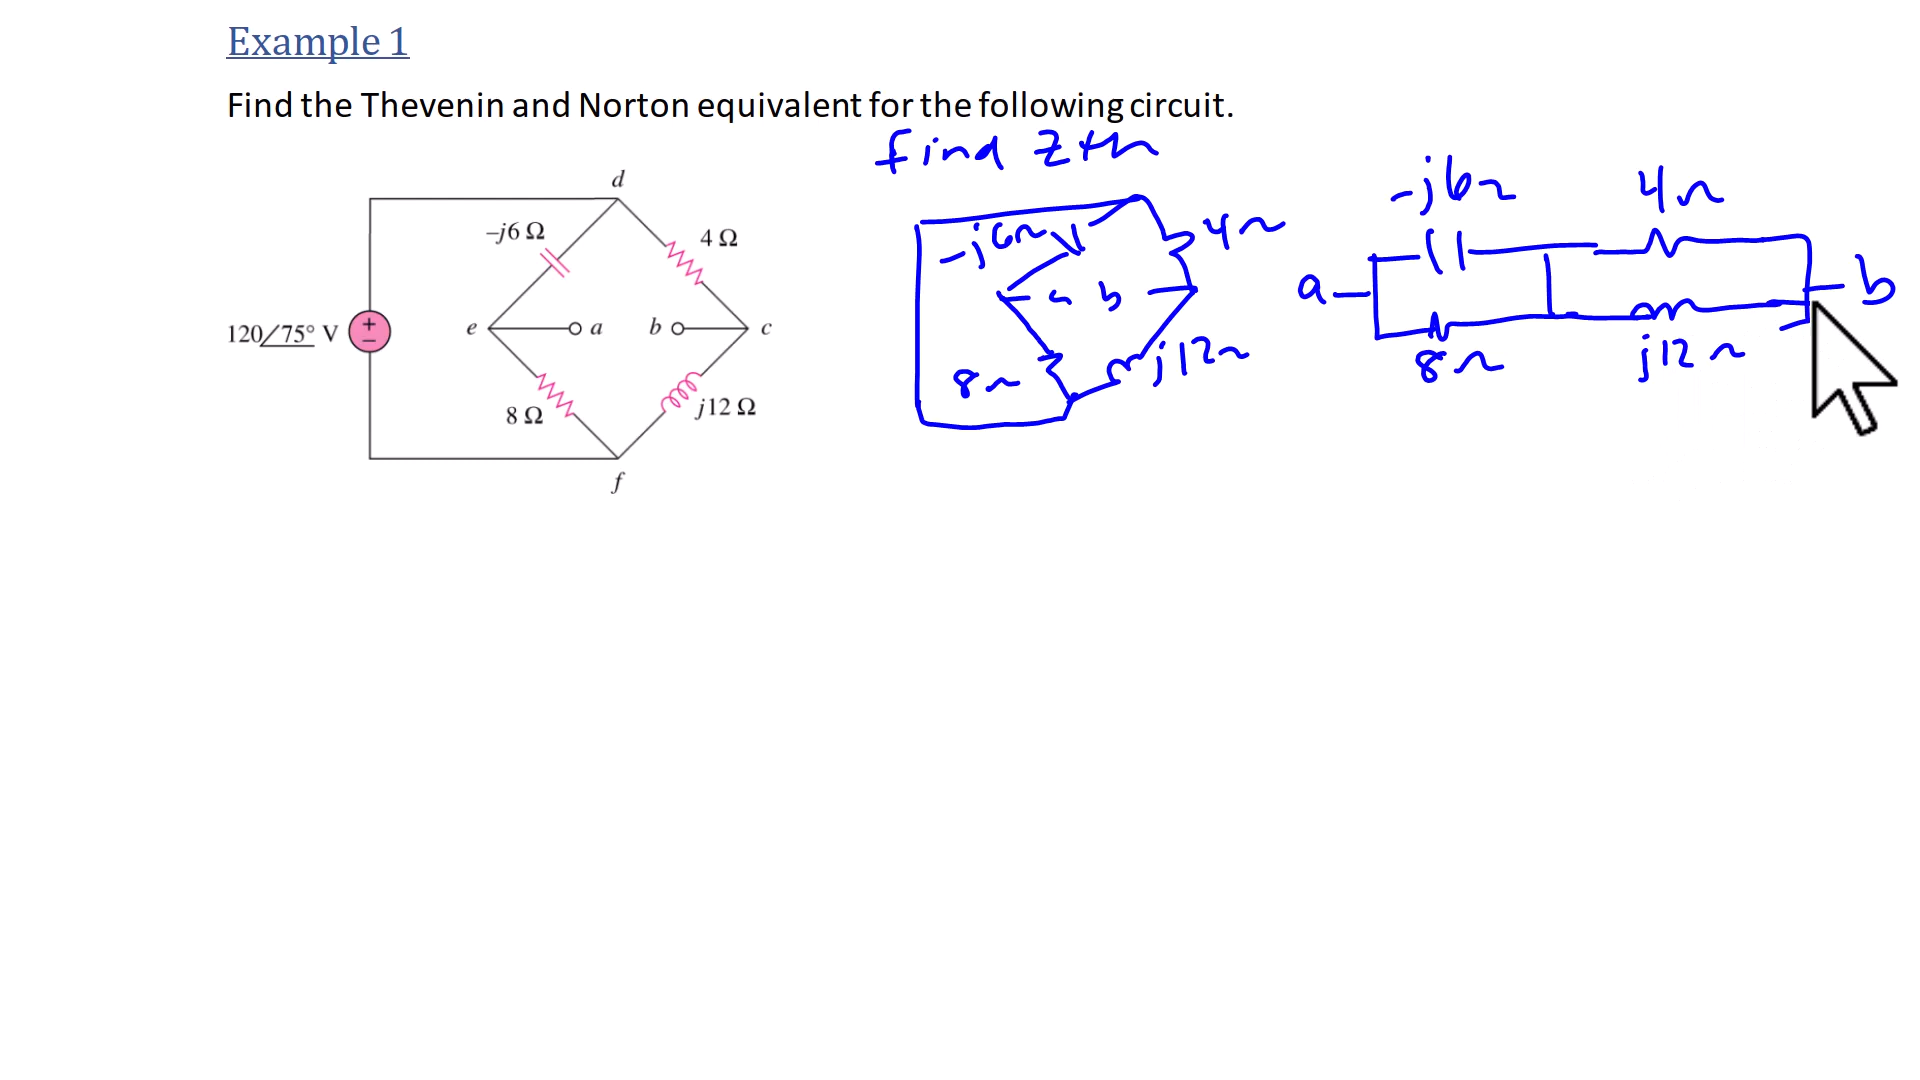 Example 1
Find the Thevenin and Norton equivalent for the following circuit.
find Zth
d
-j6 Ω
4 Ω
120∠75° V
+
−
e
a
b
c
8 Ω
j12 Ω
f
-j6Ω
4Ω
a b
8Ω
j12Ω
-j6Ω
4Ω
a
b
8Ω
j12Ω